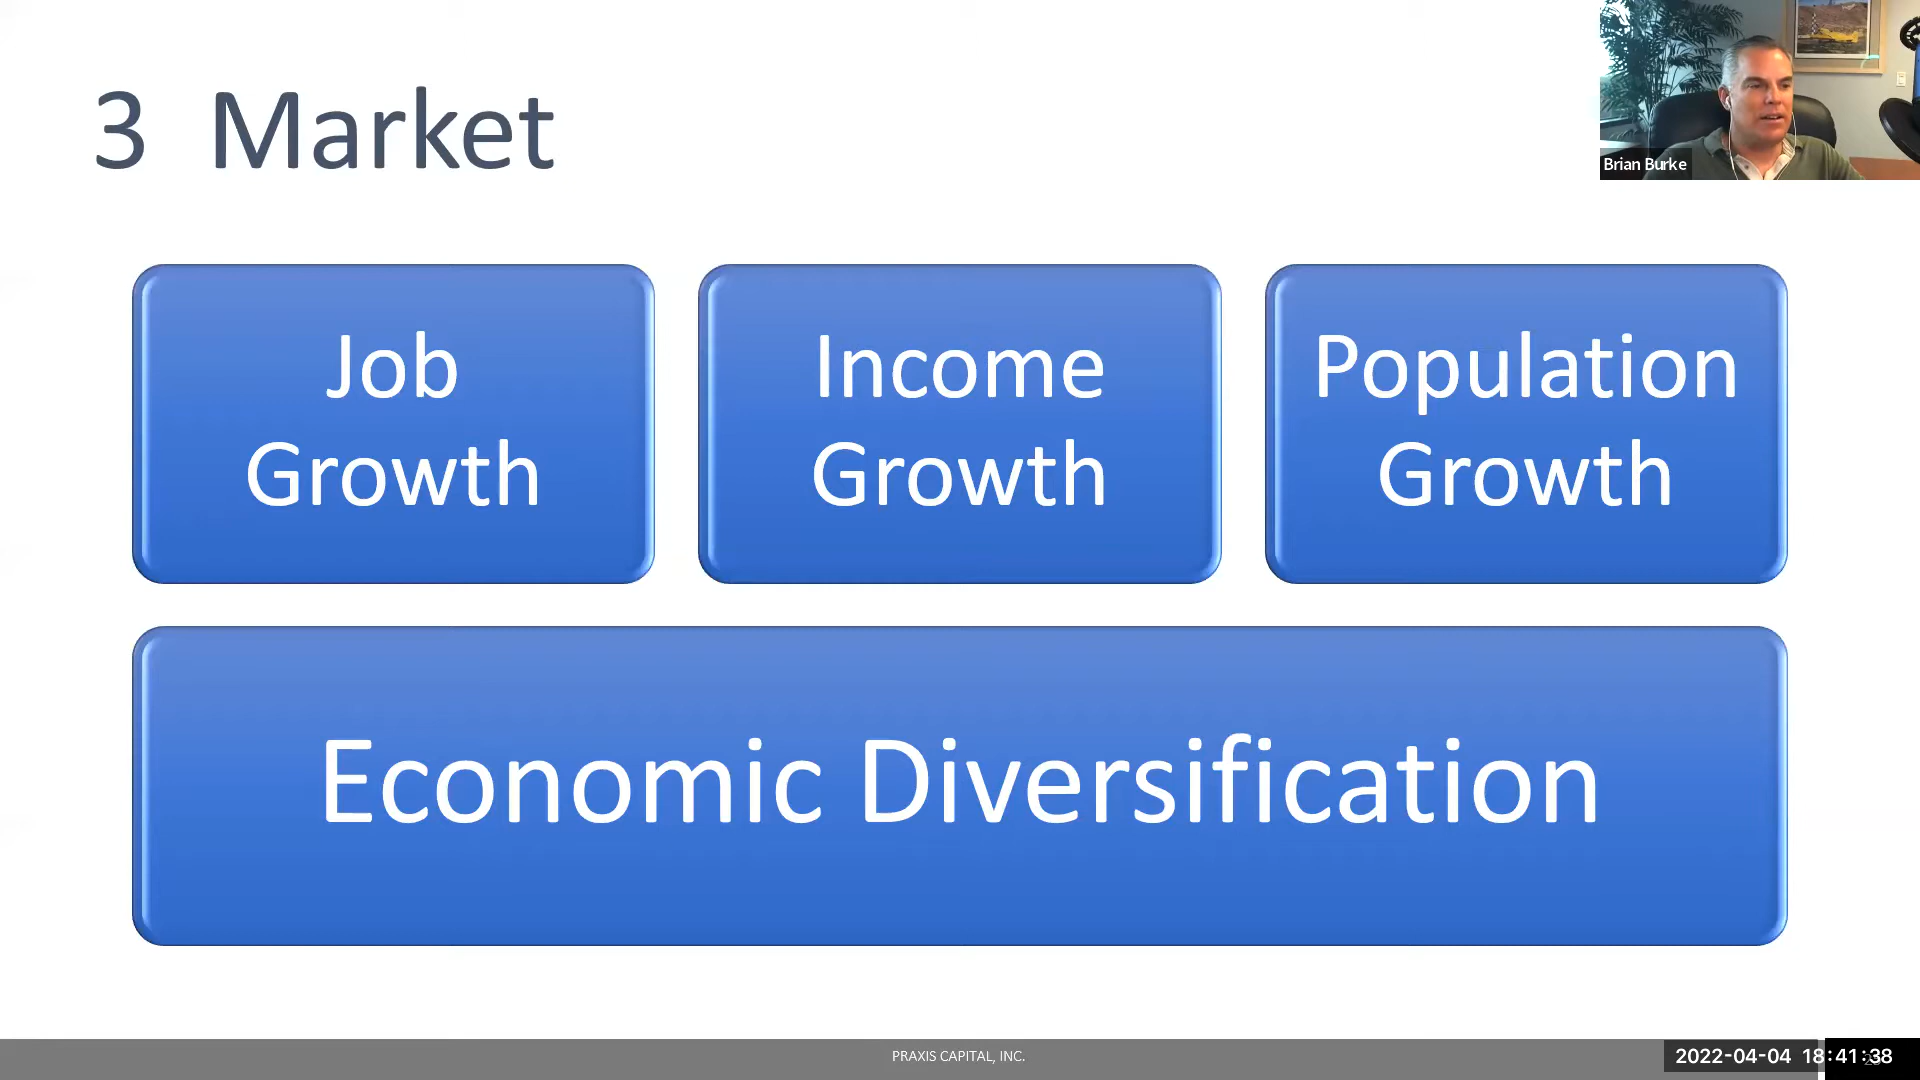 3 Market
Brian Burke
Job
Growth
Income
Growth
Population
Growth
Economic Diversification
PRAXIS CAPITAL, INC.
2022-04-04 18:41:38